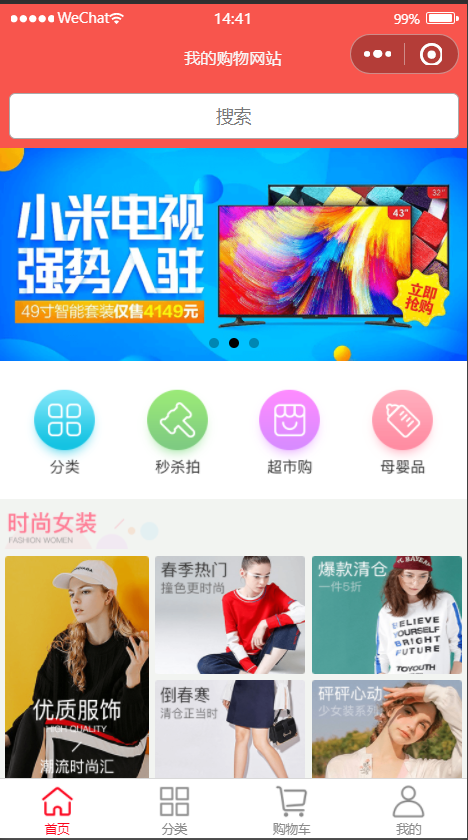 WeChat
14:41
99%
我的购物网站
搜索
小米电视
强势入驻
49寸智能套装仅售4149元
32"
43"
立即
抢购
分类
秒杀拍
超市购
母婴品
时尚女装
FASHION WOMEN
优质服饰
HIGH QUALITY
潮流时尚汇
春季热门
撞色更时尚
爆款清仓
一件5折
BELIEVE
YOURSELF
BRIGHT
FUTURE
TOYOUTH
倒春寒
清仓正当时
砰砰心动
少女装系列
首页
分类
购物车
我的